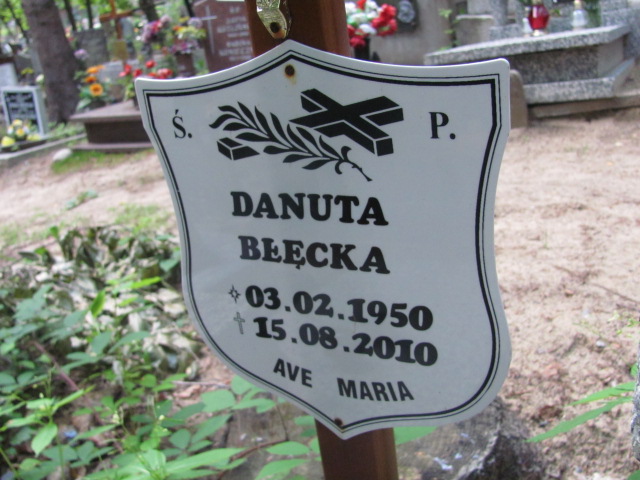 Ś. P.
DANUTA
BŁĘCKA
03.02.1950
15.08.2010
AVE MARIA